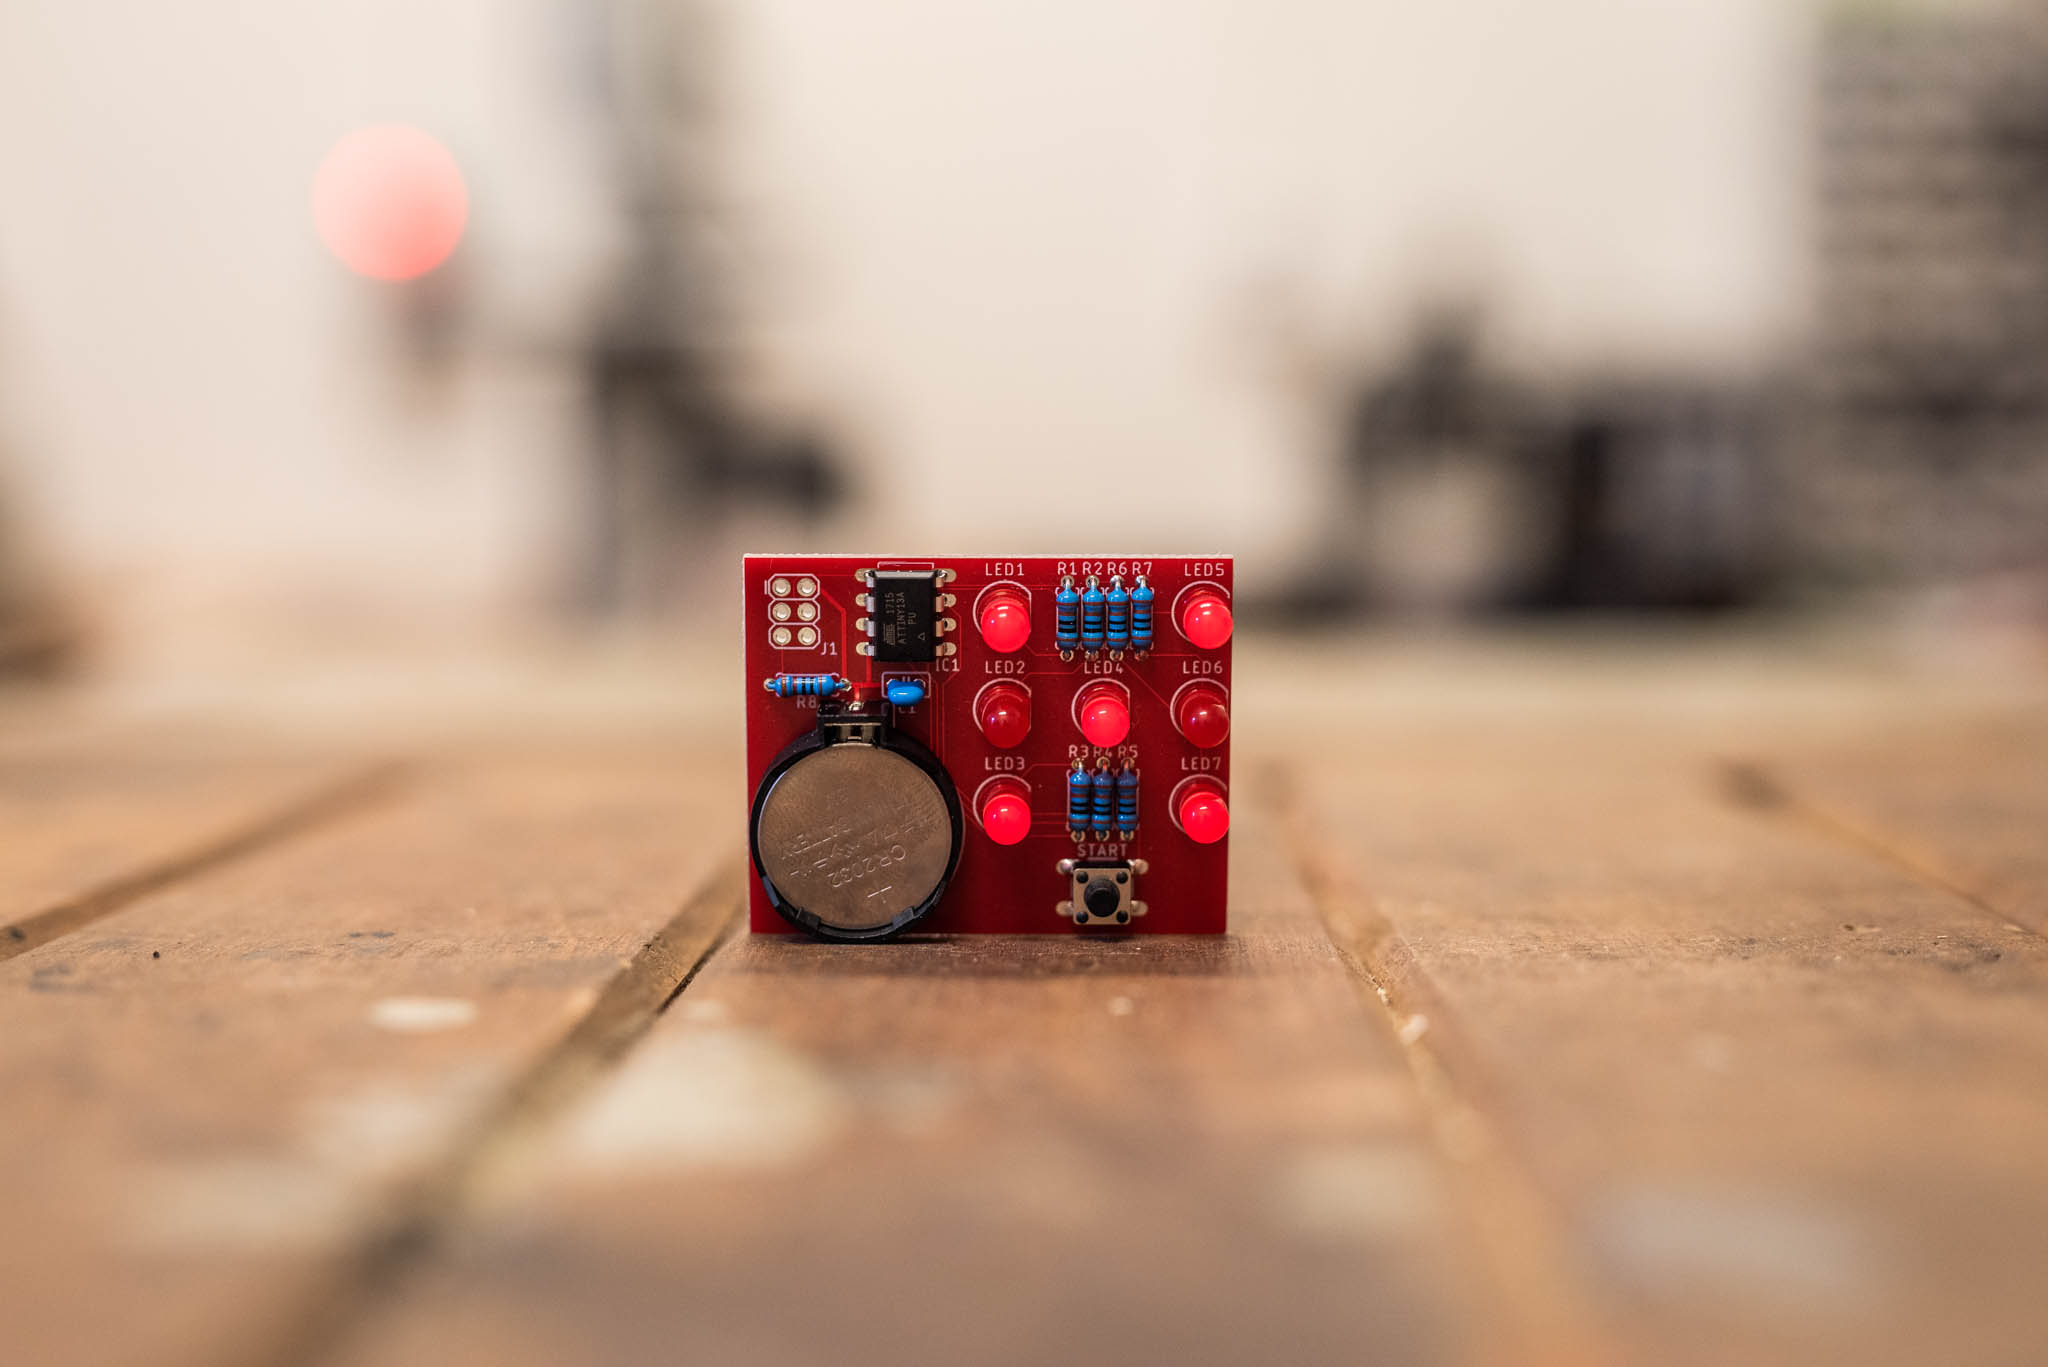 LED1
R1 R2 R6 R7
LED5
1715
ATTINY13A
PU
J1
IC1
LED2
LED4
LED6
R8
C1
LED3
R3 R4 R5
LED7
START
CR2032
+